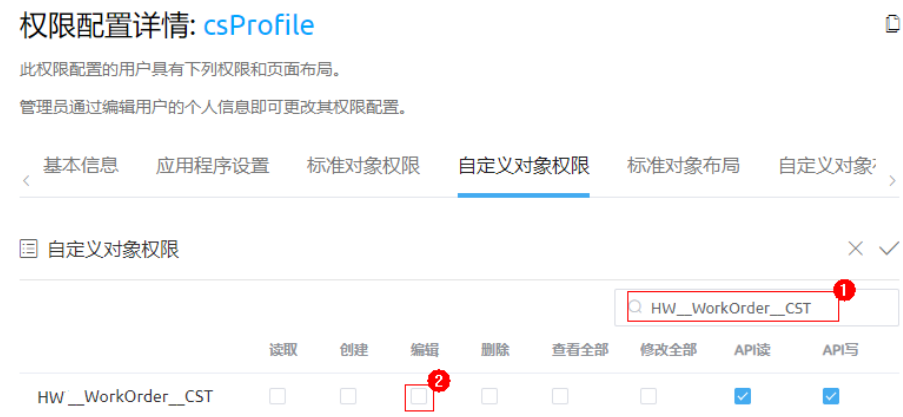 权限配置详情: csProfile
此权限配置的用户具有下列权限和页面布局。
管理员通过编辑用户的个人信息即可更改其权限配置。
基本信息 应用程序设置 标准对象权限 自定义对象权限 标准对象布局 自定义对象
自定义对象权限
1
HW__WorkOrder__CST
读取 创建 编辑 删除 查看全部 修改全部 API读 API写
2
HW __WorkOrder__CST